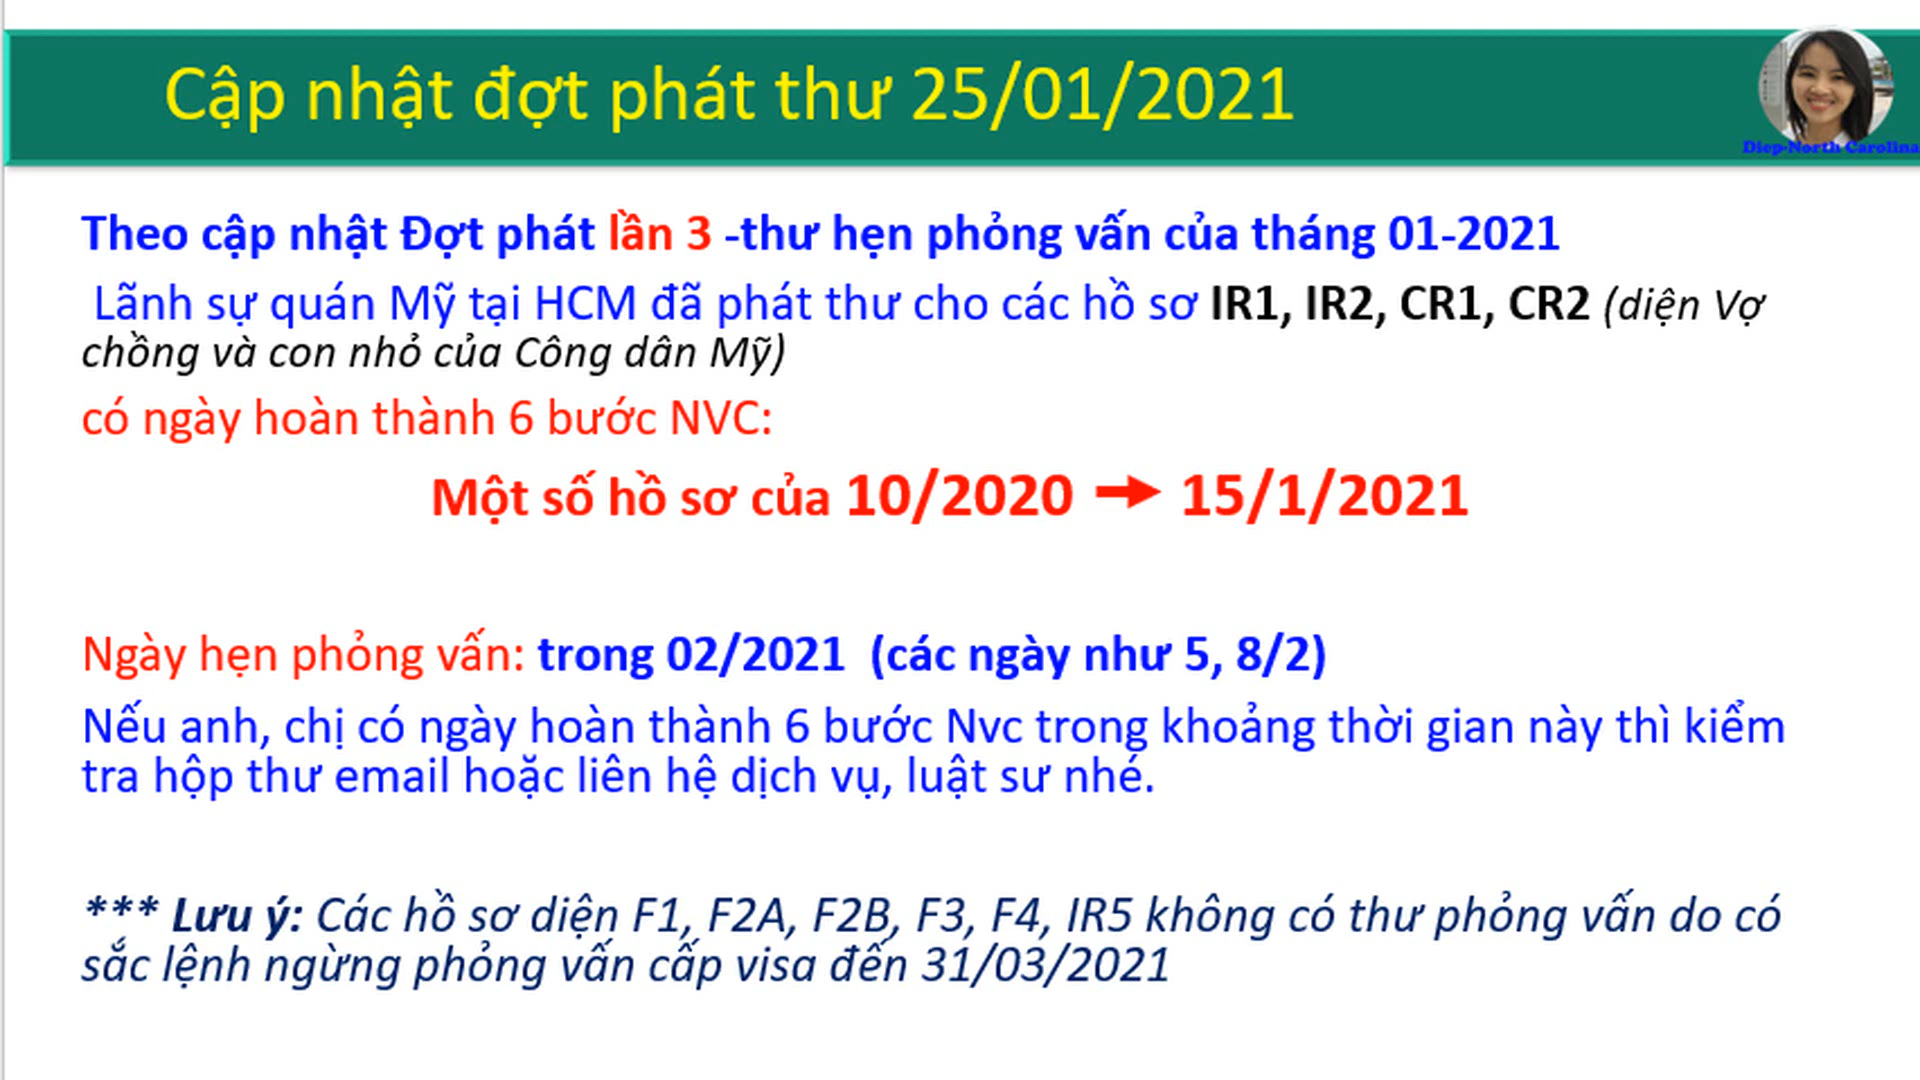 Cập nhật đợt phát thư 25/01/2021
Diep-North Carolina
Theo cập nhật Đợt phát lần 3 -thư hẹn phỏng vấn của tháng 01-2021
Lãnh sự quán Mỹ tại HCM đã phát thư cho các hồ sơ IR1, IR2, CR1, CR2 (diện Vợ
chồng và con nhỏ của Công dân Mỹ)
có ngày hoàn thành 6 bước NVC:
Một số hồ sơ của 10/2020 → 15/1/2021
Ngày hẹn phỏng vấn: trong 02/2021 (các ngày như 5, 8/2)
Nếu anh, chị có ngày hoàn thành 6 bước Nvc trong khoảng thời gian này thì kiểm
tra hộp thư email hoặc liên hệ dịch vụ, luật sư nhé.
*** Lưu ý: Các hồ sơ diện F1, F2A, F2B, F3, F4, IR5 không có thư phỏng vấn do có
sắc lệnh ngừng phỏng vấn cấp visa đến 31/03/2021